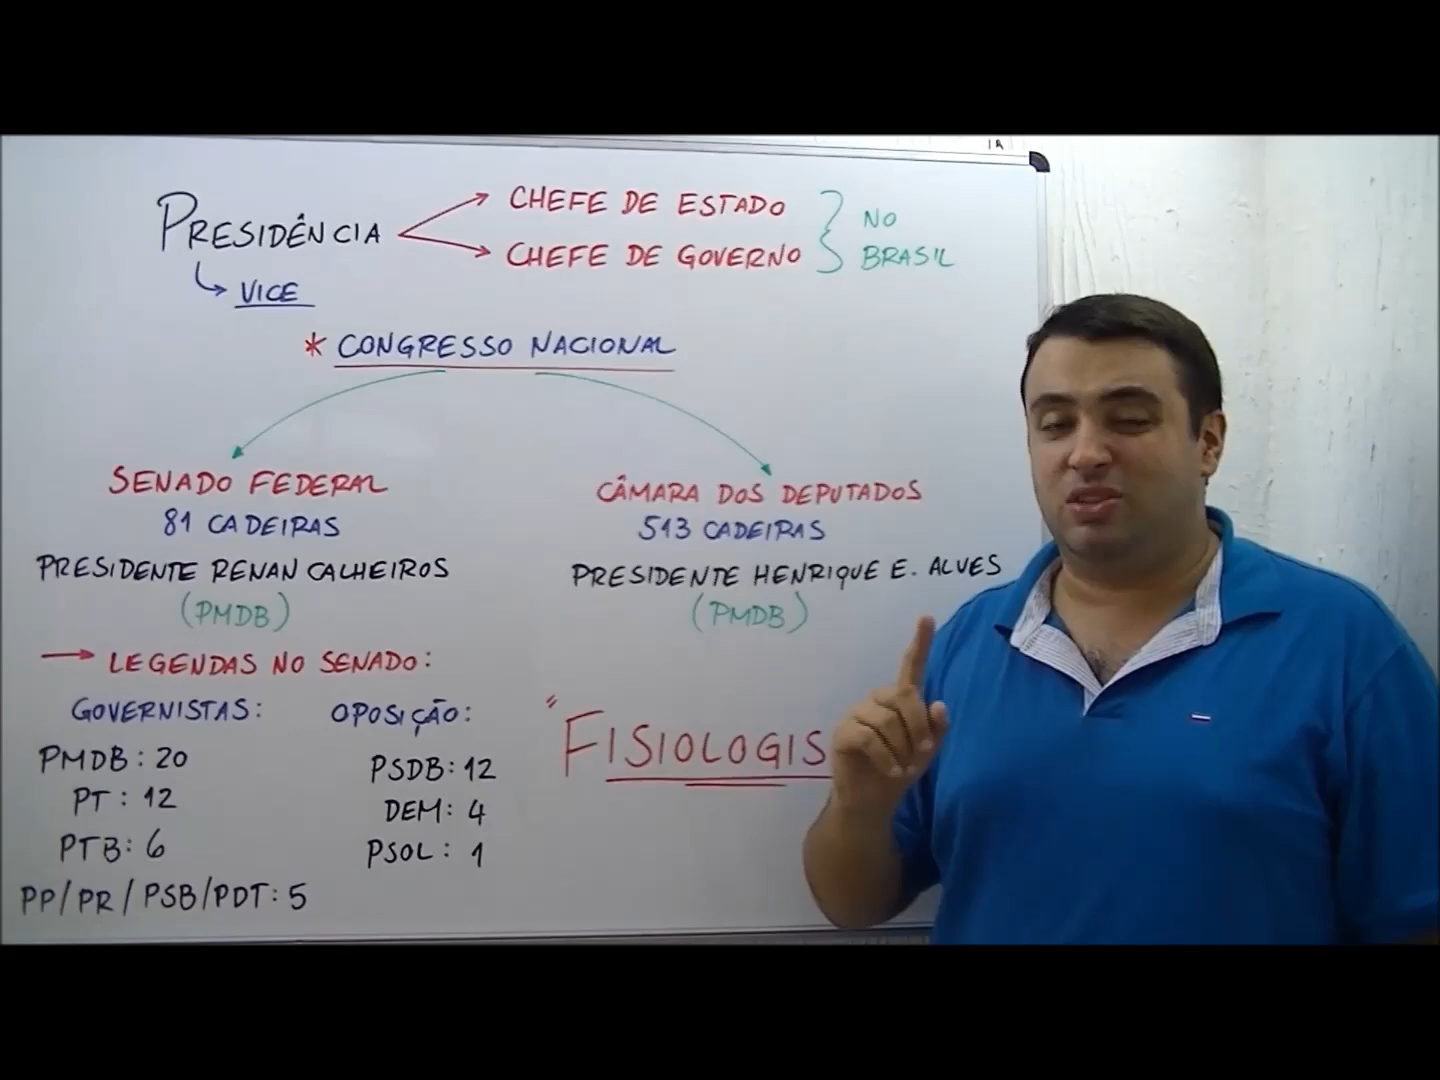 PRESIDÊNCIA
CHEFE DE ESTADO
CHEFE DE GOVERNO
NO
BRASIL
VICE
* CONGRESSO NACIONAL
SENADO FEDERAL
81 CADEIRAS
PRESIDENTE RENAN CALHEIROS
(PMDB)
CÂMARA DOS DEPUTADOS
513 CADEIRAS
PRESIDENTE HENRIQUE E. ALVES
(PMDB)
LEGENDAS NO SENADO:
GOVERNISTAS:
PMDB: 20
PT: 12
PTB: 6
PP/PR/PSB/PDT: 5
OPOSIÇÃO:
PSDB: 12
DEM: 4
PSOL: 1
"FISIOLOGIS